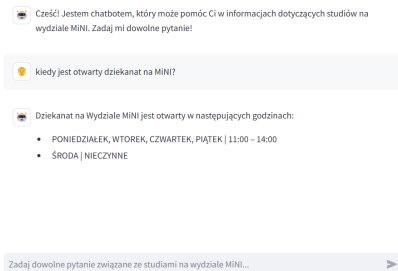 Cześć! Jestem chatbotem, który może pomóc Ci w informacjach dotyczących studiów na
wydziale MiNI. Zadaj mi dowolne pytanie!
kiedy jest otwarty dziekanat na MiNI?
Dziekanat na Wydziale MiNI jest otwarty w następujących godzinach:
• PONIEDZIAŁEK, WTOREK, CZWARTEK, PIĄTEK | 11:00 – 14:00
• ŚRODA | NIECZYNNE
Zadaj dowolne pytanie związane ze studiami na wydziale MiNI...